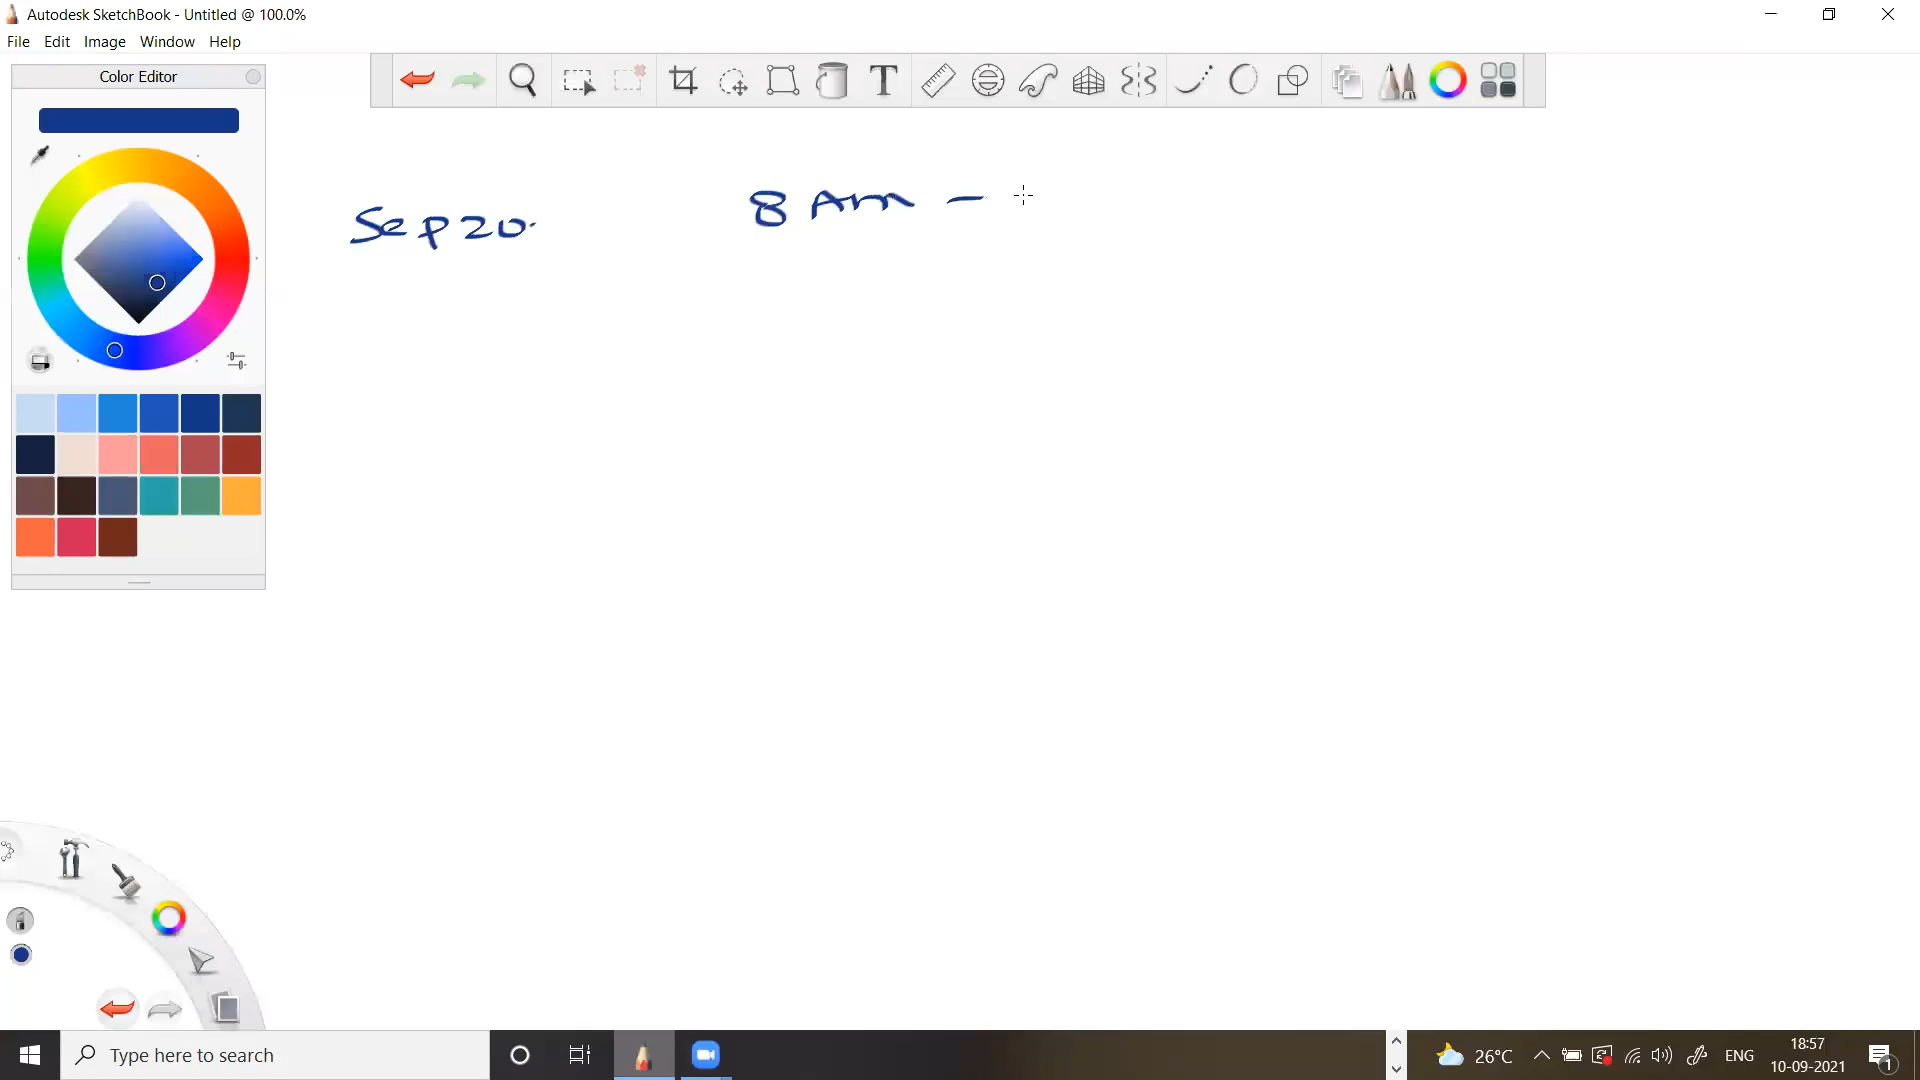 Autodesk SketchBook - Untitled @ 100.0%
File Edit Image Window Help
Color Editor
T
Sep 20.
8 Am -
Type here to search
26°C
ENG
18:57
10-09-2021
1